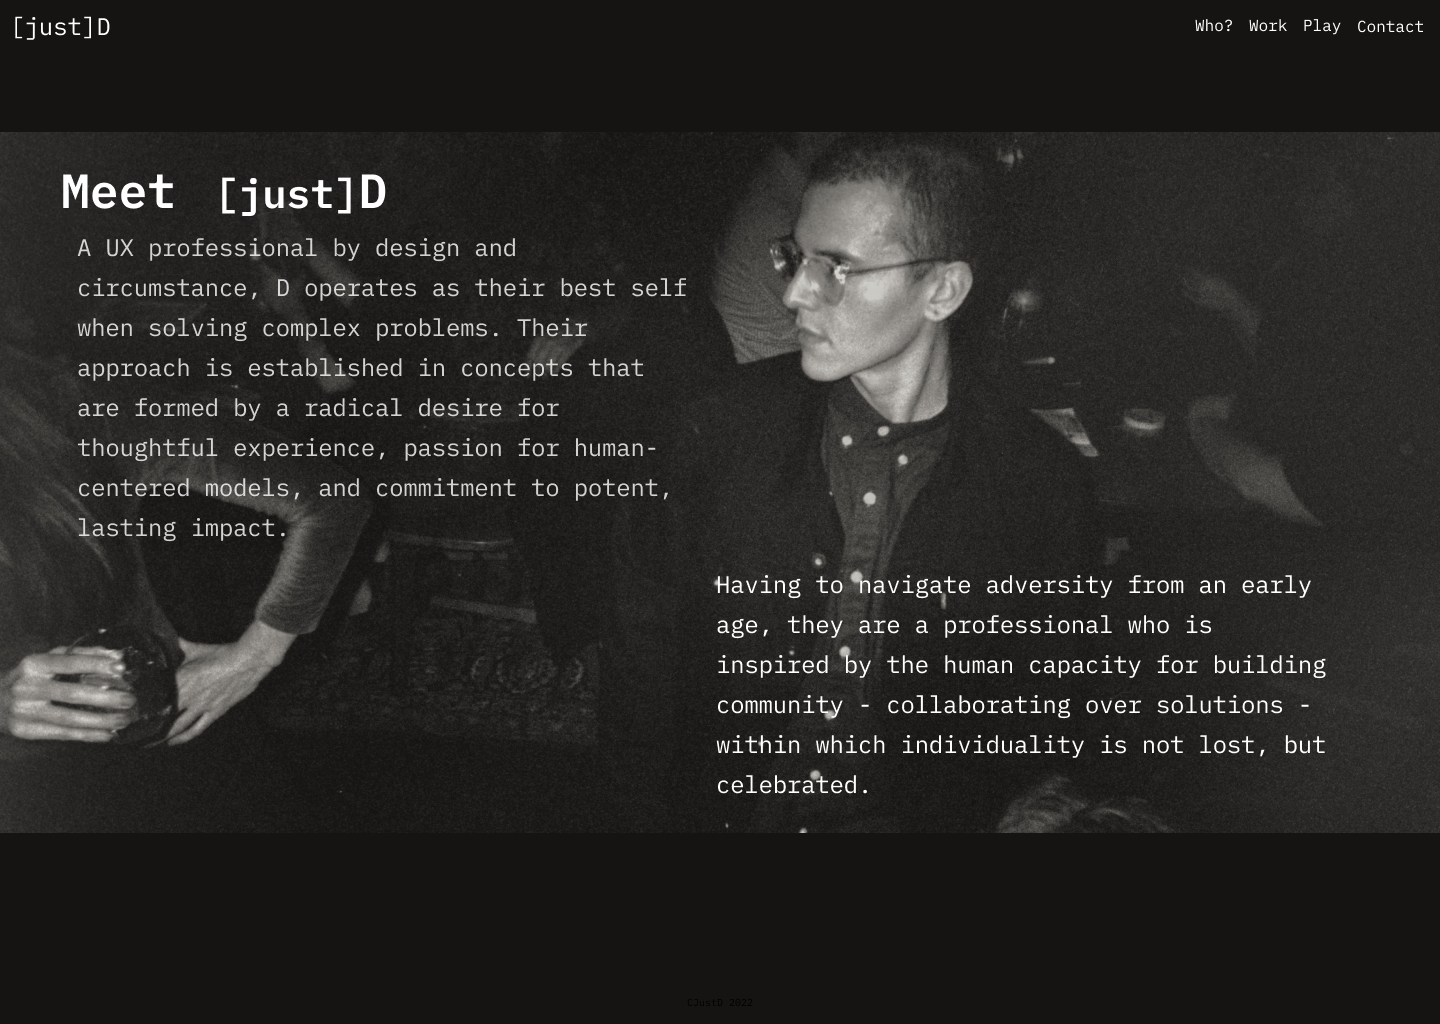 [just]D
Who? Work Play Contact
Meet [just]D
A UX professional by design and
circumstance, D operates as their best self
when solving complex problems. Their
approach is established in concepts that
are formed by a radical desire for
thoughtful experience, passion for human-
centered models, and commitment to potent,
lasting impact.
Having to navigate adversity from an early
age, they are a professional who is
inspired by the human capacity for building
community - collaborating over solutions -
within which individuality is not lost, but
celebrated.
CJustD 2022